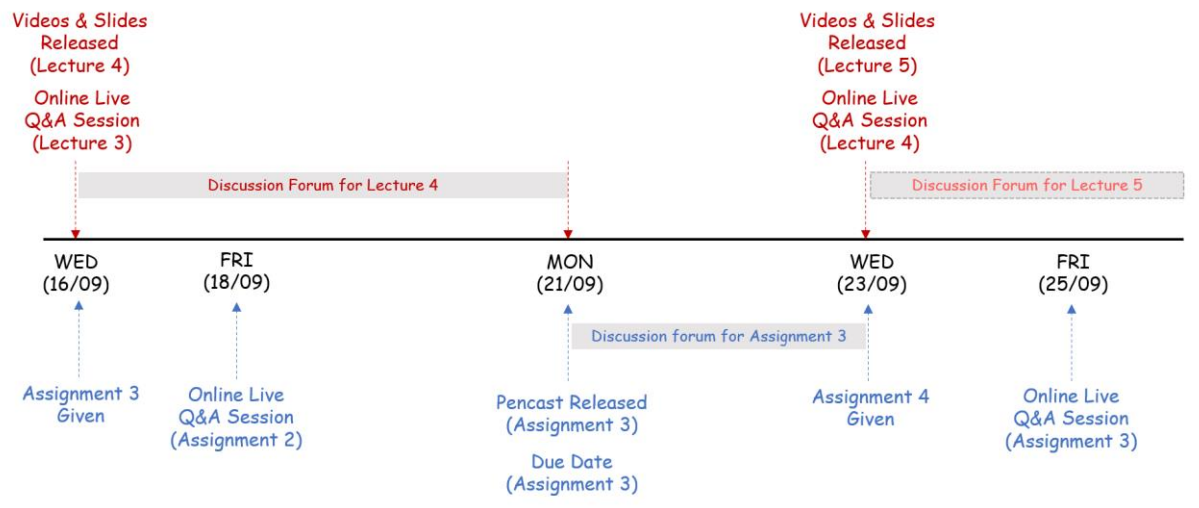 Videos & Slides
Released
(Lecture 4)
Online Live
Q&A Session
(Lecture 3)
Videos & Slides
Released
(Lecture 5)
Online Live
Q&A Session
(Lecture 4)
Discussion Forum for Lecture 4
Discussion Forum for Lecture 5
WED
(16/09)
FRI
(18/09)
MON
(21/09)
WED
(23/09)
FRI
(25/09)
Discussion forum for Assignment 3
Assignment 3
Given
Online Live
Q&A Session
(Assignment 2)
Pencast Released
(Assignment 3)
Due Date
(Assignment 3)
Assignment 4
Given
Online Live
Q&A Session
(Assignment 3)